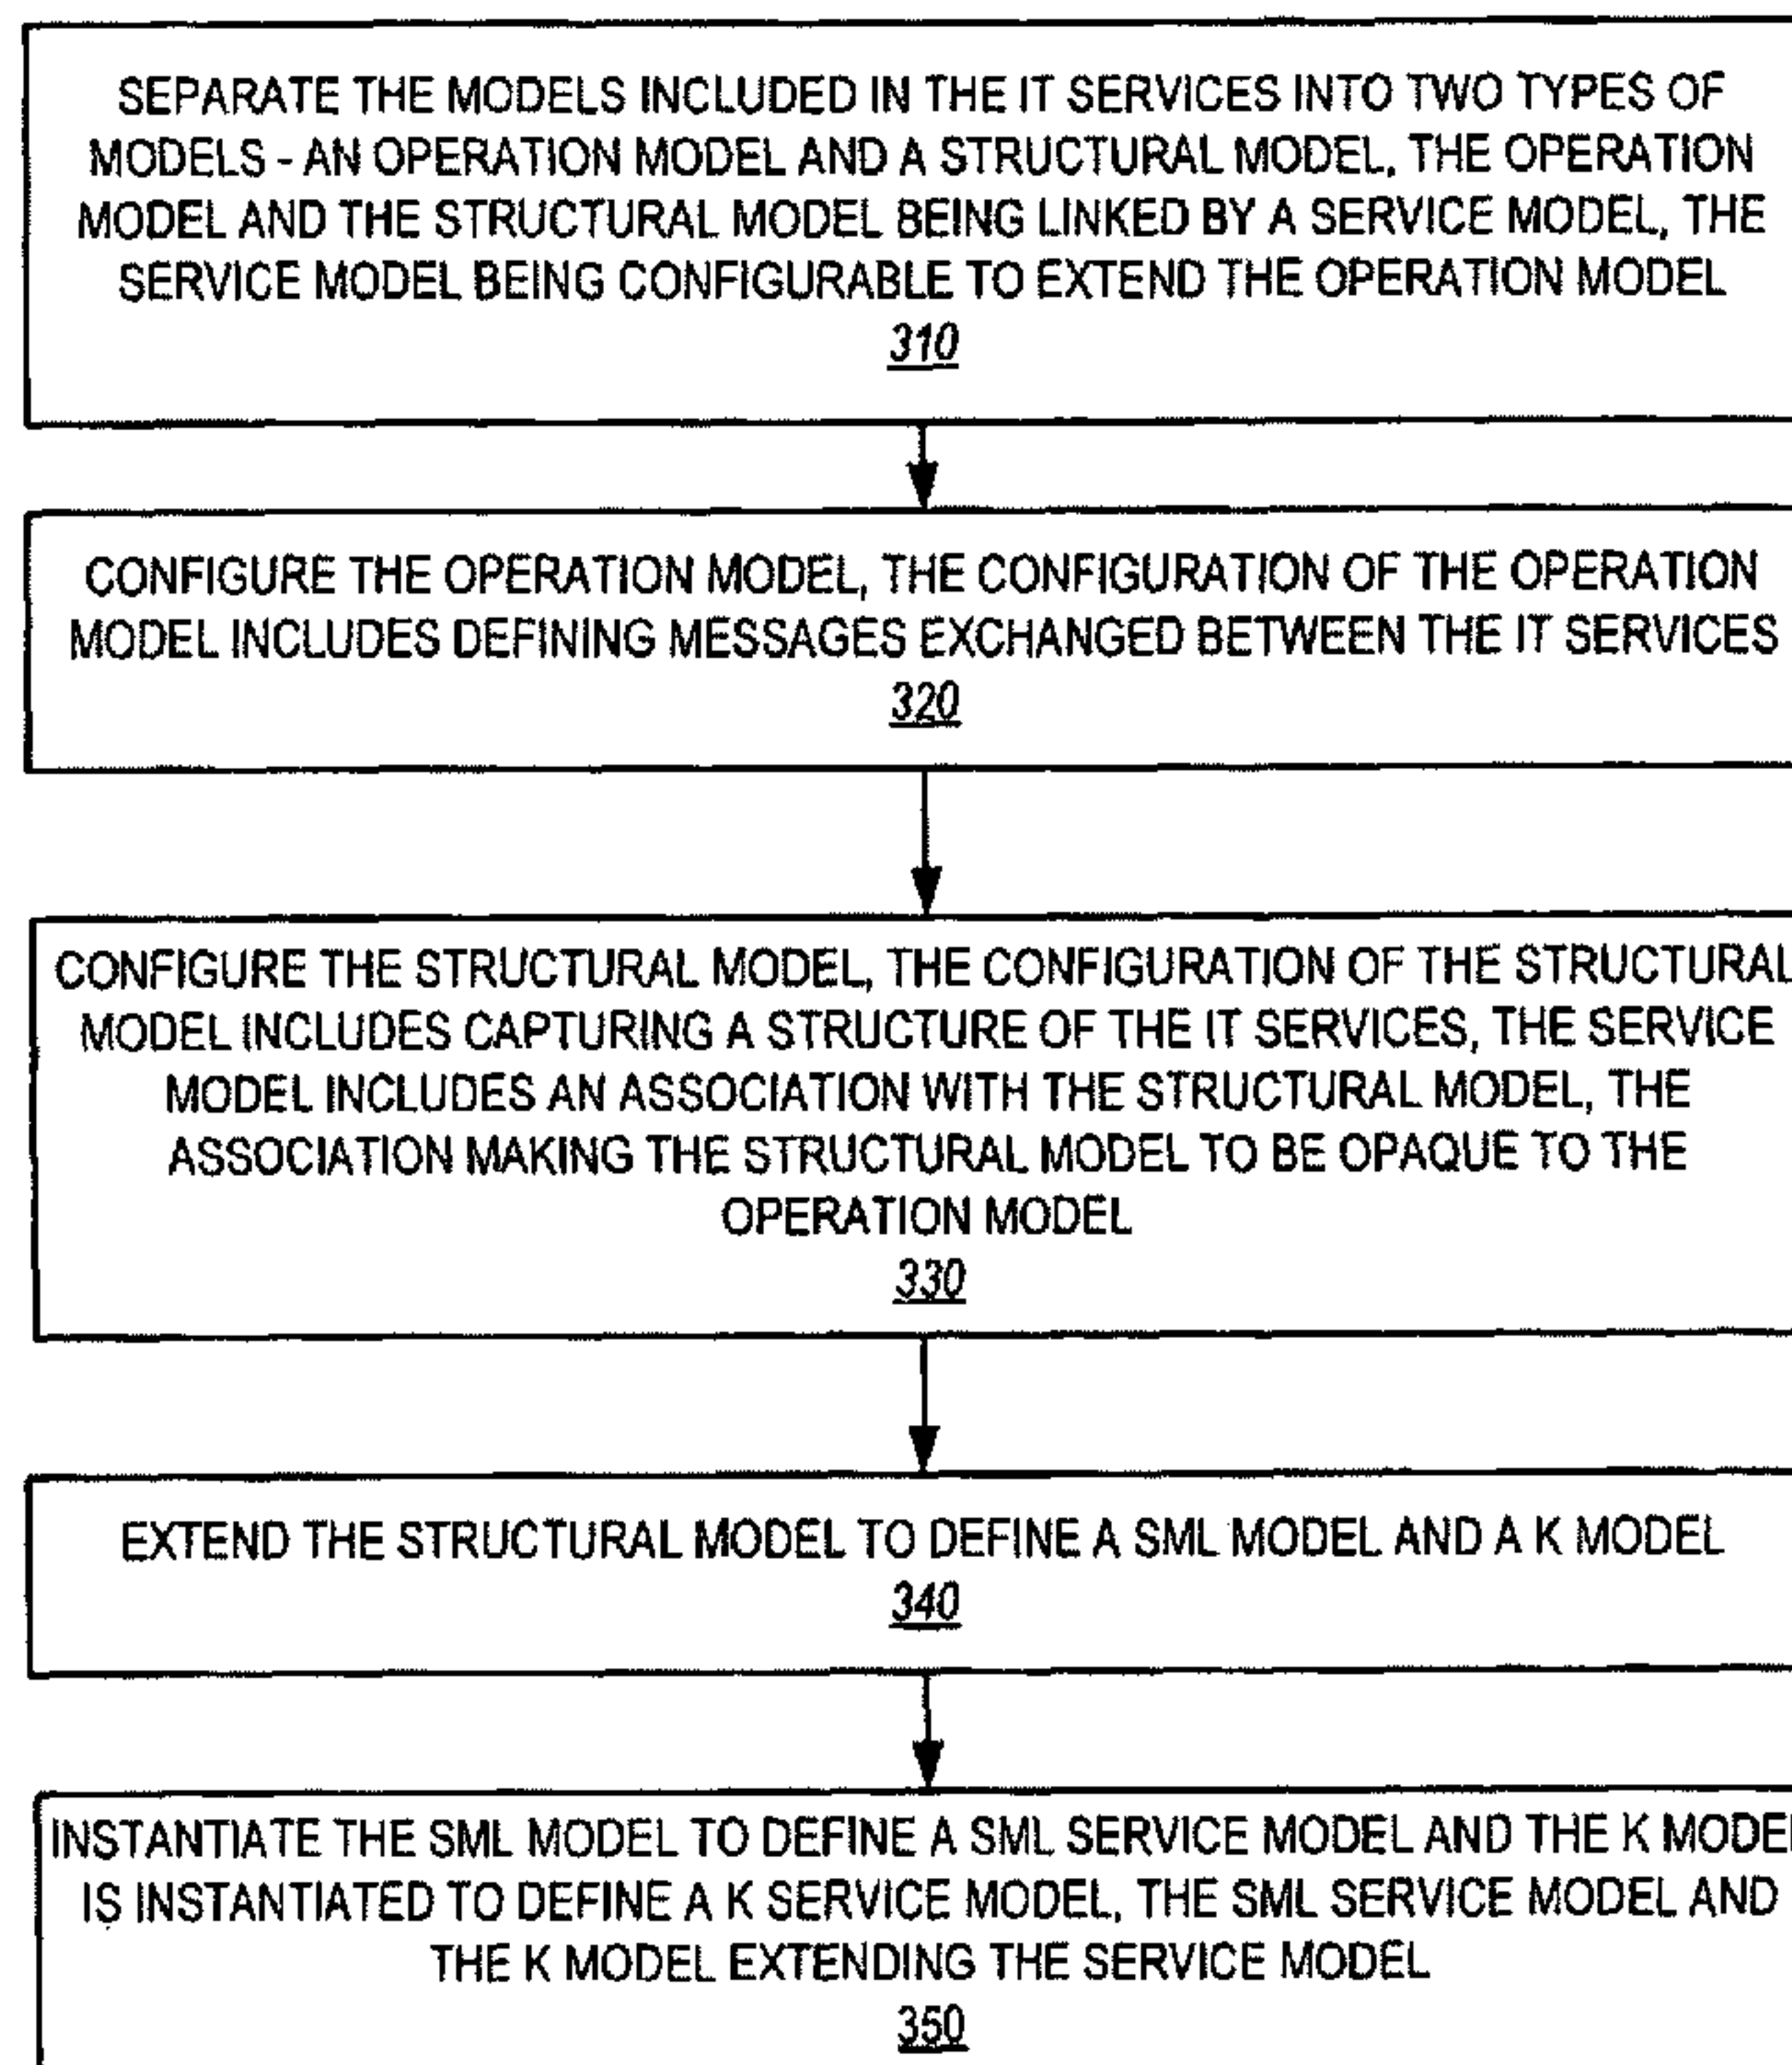 SEPARATE THE MODELS INCLUDED IN THE IT SERVICES INTO TWO TYPES OF
MODELS - AN OPERATION MODEL AND A STRUCTURAL MODEL, THE OPERATION
MODEL AND THE STRUCTURAL MODEL BEING LINKED BY A SERVICE MODEL, THE
SERVICE MODEL BEING CONFIGURABLE TO EXTEND THE OPERATION MODEL
310
CONFIGURE THE OPERATION MODEL, THE CONFIGURATION OF THE OPERATION
MODEL INCLUDES DEFINING MESSAGES EXCHANGED BETWEEN THE IT SERVICES
320
CONFIGURE THE STRUCTURAL MODEL, THE CONFIGURATION OF THE STRUCTURAL
MODEL INCLUDES CAPTURING A STRUCTURE OF THE IT SERVICES, THE SERVICE
MODEL INCLUDES AN ASSOCIATION WITH THE STRUCTURAL MODEL, THE
ASSOCIATION MAKING THE STRUCTURAL MODEL TO BE OPAQUE TO THE
OPERATION MODEL
330
EXTEND THE STRUCTURAL MODEL TO DEFINE A SML MODEL AND A K MODEL
340
INSTANTIATE THE SML MODEL TO DEFINE A SML SERVICE MODEL AND THE K MODEL
IS INSTANTIATED TO DEFINE A K SERVICE MODEL, THE SML SERVICE MODEL AND
THE K MODEL EXTENDING THE SERVICE MODEL
350